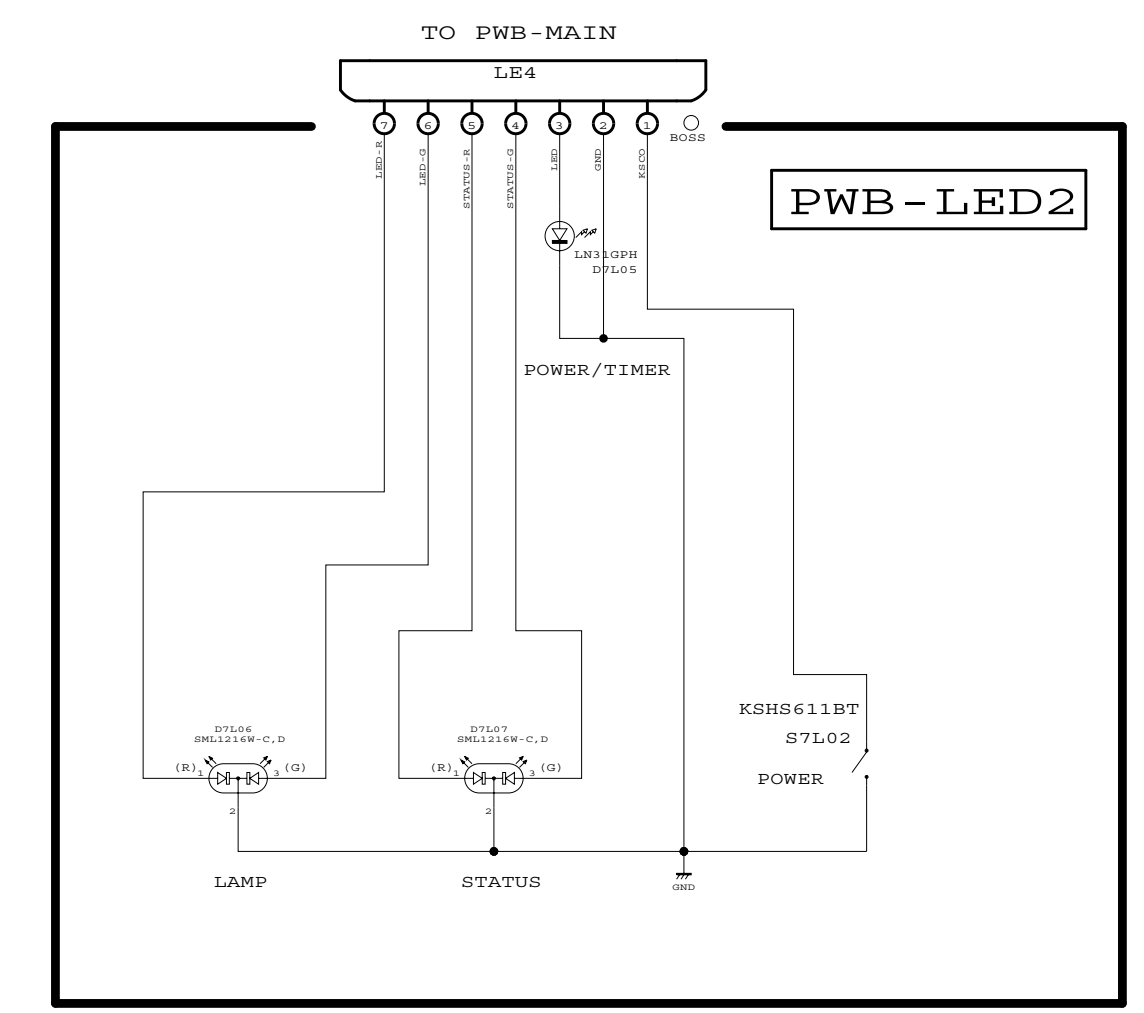 TO PWB-MAIN
LE4
7 6 5 4 3 2 1
BOSS
LED-R
LED-G
STATUS-R
STATUS-G
LED
GND
KSCO
PWB-LED2
LN31GPH
D7L05
POWER/TIMER
D7L06
SML1216W-C,D
(R) 1 3 (G)
2
LAMP
D7L07
SML1216W-C,D
(R) 1 3 (G)
2
STATUS
KSHS611BT
S7L02
POWER
GND